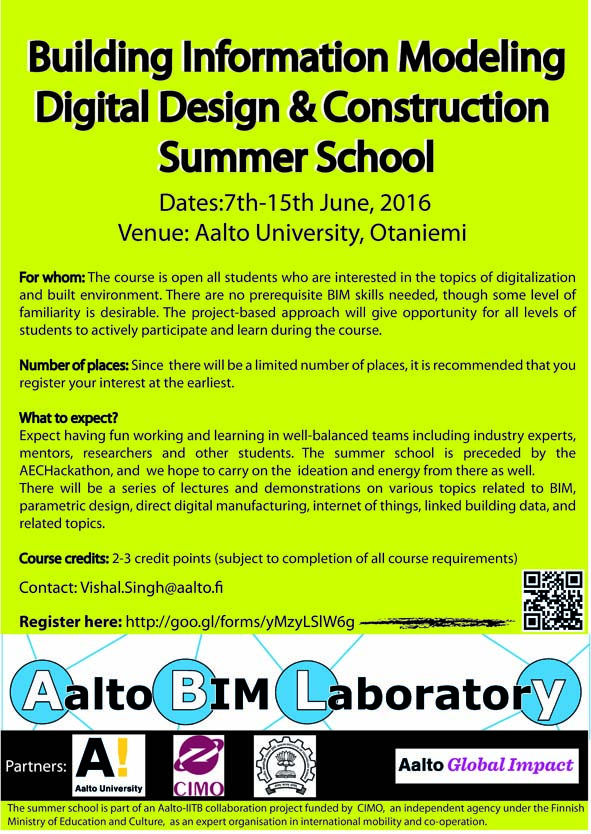 Building Information Modeling
Digital Design & Construction
Summer School
Dates:7th-15th June, 2016
Venue: Aalto University, Otaniemi
For whom: The course is open all students who are interested in the topics of digitalization
and built environment. There are no prerequisite BIM skills needed, though some level of
familiarity is desirable. The project-based approach will give opportunity for all levels of
students to actively participate and learn during the course.
Number of places: Since there will be a limited number of places, it is recommended that you
register your interest at the earliest.
What to expect?
Expect having fun working and learning in well-balanced teams including industry experts,
mentors, researchers and other students. The summer school is preceded by the
AECHackathon, and we hope to carry on the ideation and energy from there as well.
There will be a series of lectures and demonstrations on various topics related to BIM,
parametric design, direct digital manufacturing, internet of things, linked building data, and
related topics.
Course credits: 2-3 credit points (subject to completion of all course requirements)
Contact: Vishal.Singh@aalto.fi
Register here: http://goo.gl/forms/yMzyLSlW6g
Aalto BIM Laboratory
Partners:
A!
Aalto University
CIMO
Aalto Global Impact
The summer school is part of an Aalto-IITB collaboration project funded by CIMO, an independent agency under the Finnish
Ministry of Education and Culture, as an expert organisation in international mobility and co-operation.